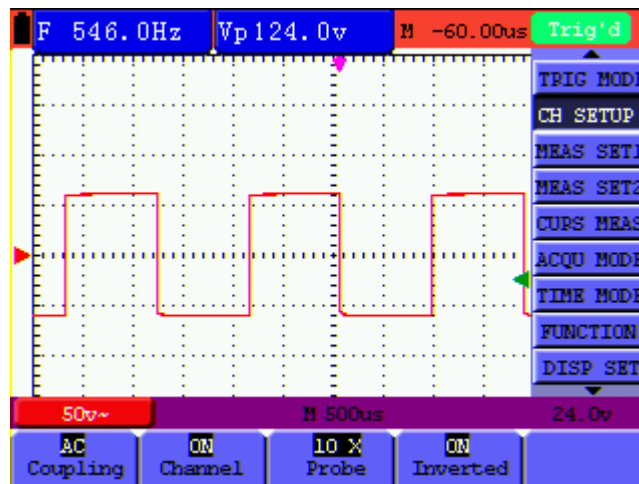 F 546.0Hz
Vp124.0v
M -60.00us
Trig'd
TRIG MODE
CH SETUP
MEAS SET1
MEAS SET2
CURS MEAS
ACQU MODE
TIME MODE
FUNCTION
DISP SET
50v~
M 500us
24.0v
AC
Coupling
ON
Channel
10 X
Probe
ON
Inverted